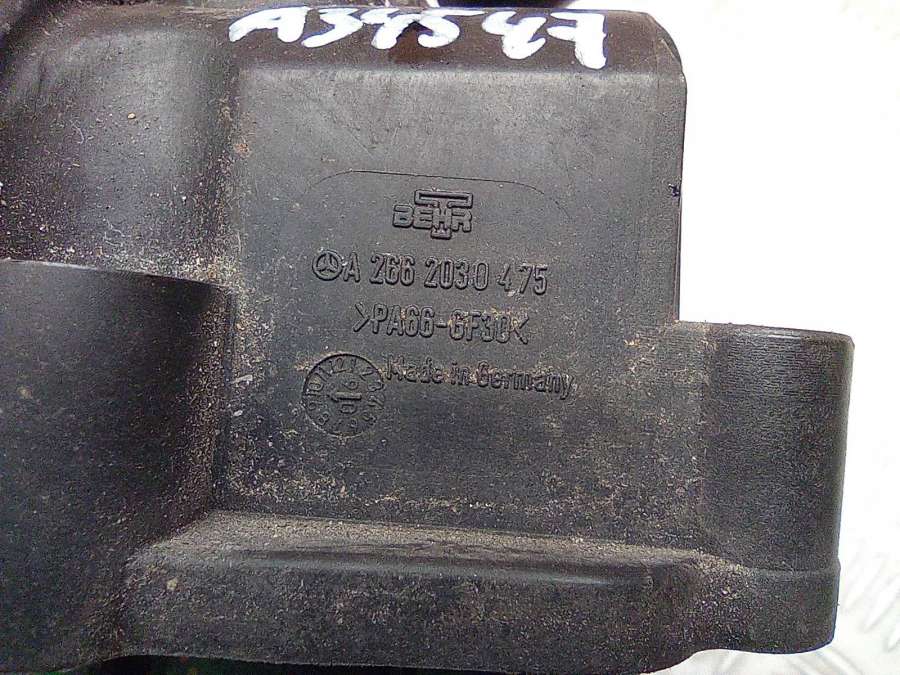 A34547
BEHR
A 266 2030 475
>PA66-GF30<
Made in Germany